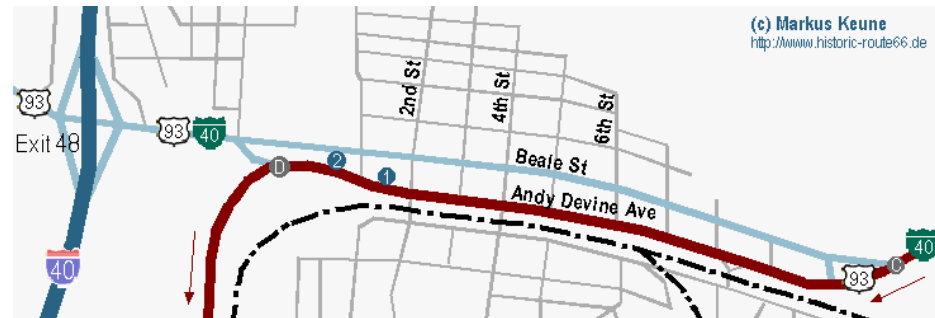 (c) Markus Keune
http://www.historic-route66.de
93
Exit 48
93
40
2nd St
4th St
6th St
Beale St
D
2
1
Andy Devine Ave
40
C
93
40